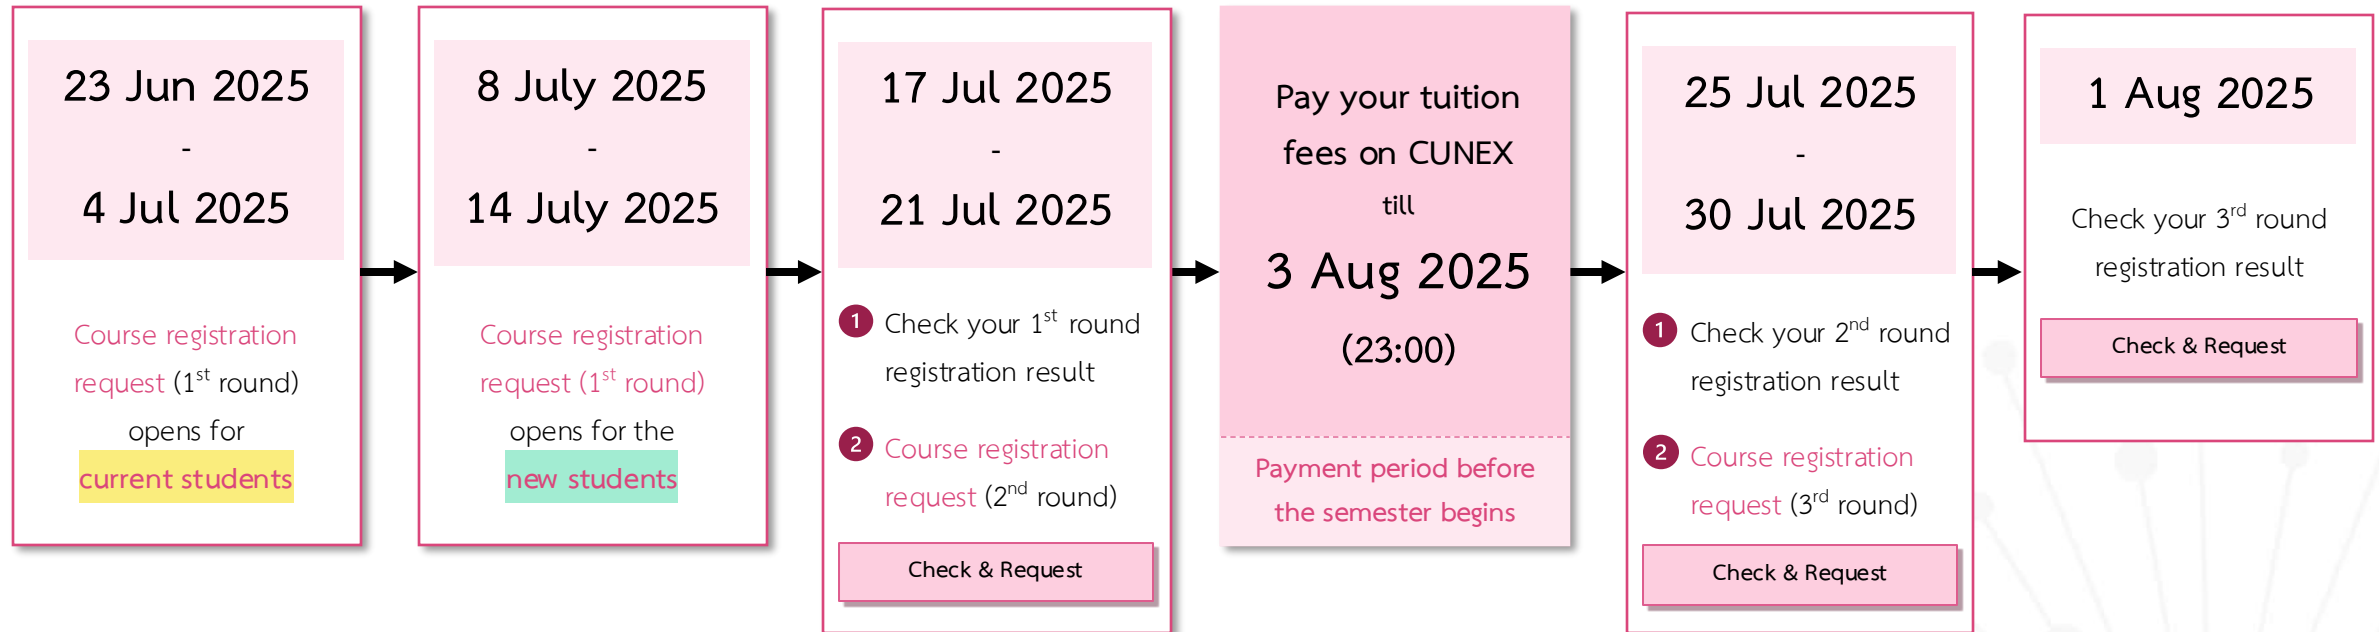 23 Jun 2025
-
4 Jul 2025
Course registration
request (1st round)
opens for
current students
8 July 2025
-
14 July 2025
Course registration
request (1st round)
opens for the
new students
17 Jul 2025
-
21 Jul 2025
1 Check your 1st round
registration result
2 Course registration
request (2nd round)
Check & Request
Pay your tuition
fees on CUNEX
till
3 Aug 2025
(23:00)
Payment period before
the semester begins
25 Jul 2025
-
30 Jul 2025
1 Check your 2nd round
registration result
2 Course registration
request (3rd round)
Check & Request
1 Aug 2025
Check your 3rd round
registration result
Check & Request